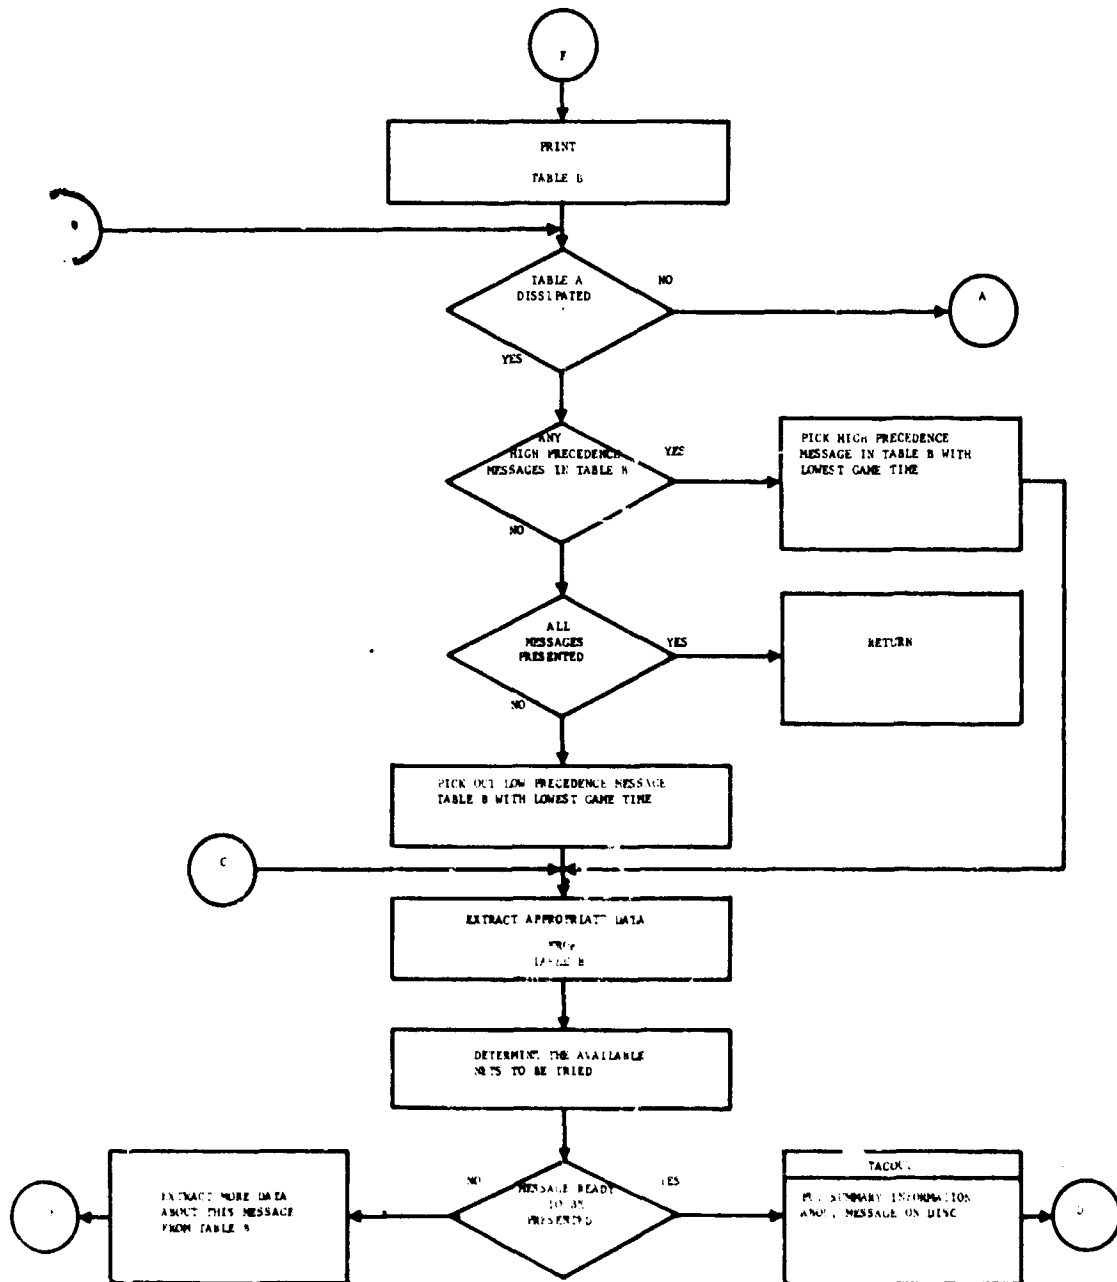 F
PRINT
TABLE B
TABLE A
DISSIPATED
NO
A
YES
ANY
HIGH PRECEDENCE
MESSAGES IN TABLE B
YES
PICK HIGH PRECEDENCE
MESSAGE IN TABLE B WITH
LOWEST GAME TIME
NO
ALL
MESSAGES
PRESENTED
YES
RETURN
NO
PICK OUT LOW PRECEDENCE MESSAGE
TABLE B WITH LOWEST GAME TIME
C
EXTRACT APPROPRIATE DATA
FROM
TABLE B
DETERMINE THE AVAILABLE
NETS TO BE TRIED
NO
MESSAGE READY
TO BE
PRESENTED
YES
EXTRACT MORE DATA
ABOUT THIS MESSAGE
FROM TABLE B
PUT SUMMARY INFORMATION
ABOUT MESSAGE ON DISC
D